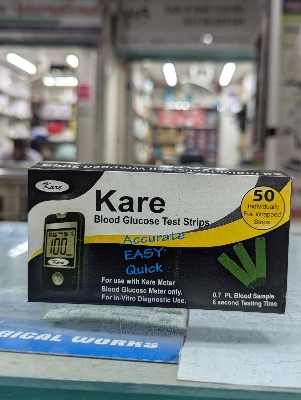 Kare
Kare
Blood Glucose Test Strips
50
Individually
Foil Wrapped
Strips
Accurate
EASY
Quick
For use with Kare Meter
Blood Glucose Meter only.
For in-Vitro Diagnostic Use.
100
Kare
0.7 μL Blood Sample
5 second Testing Time
GICAL WORKS